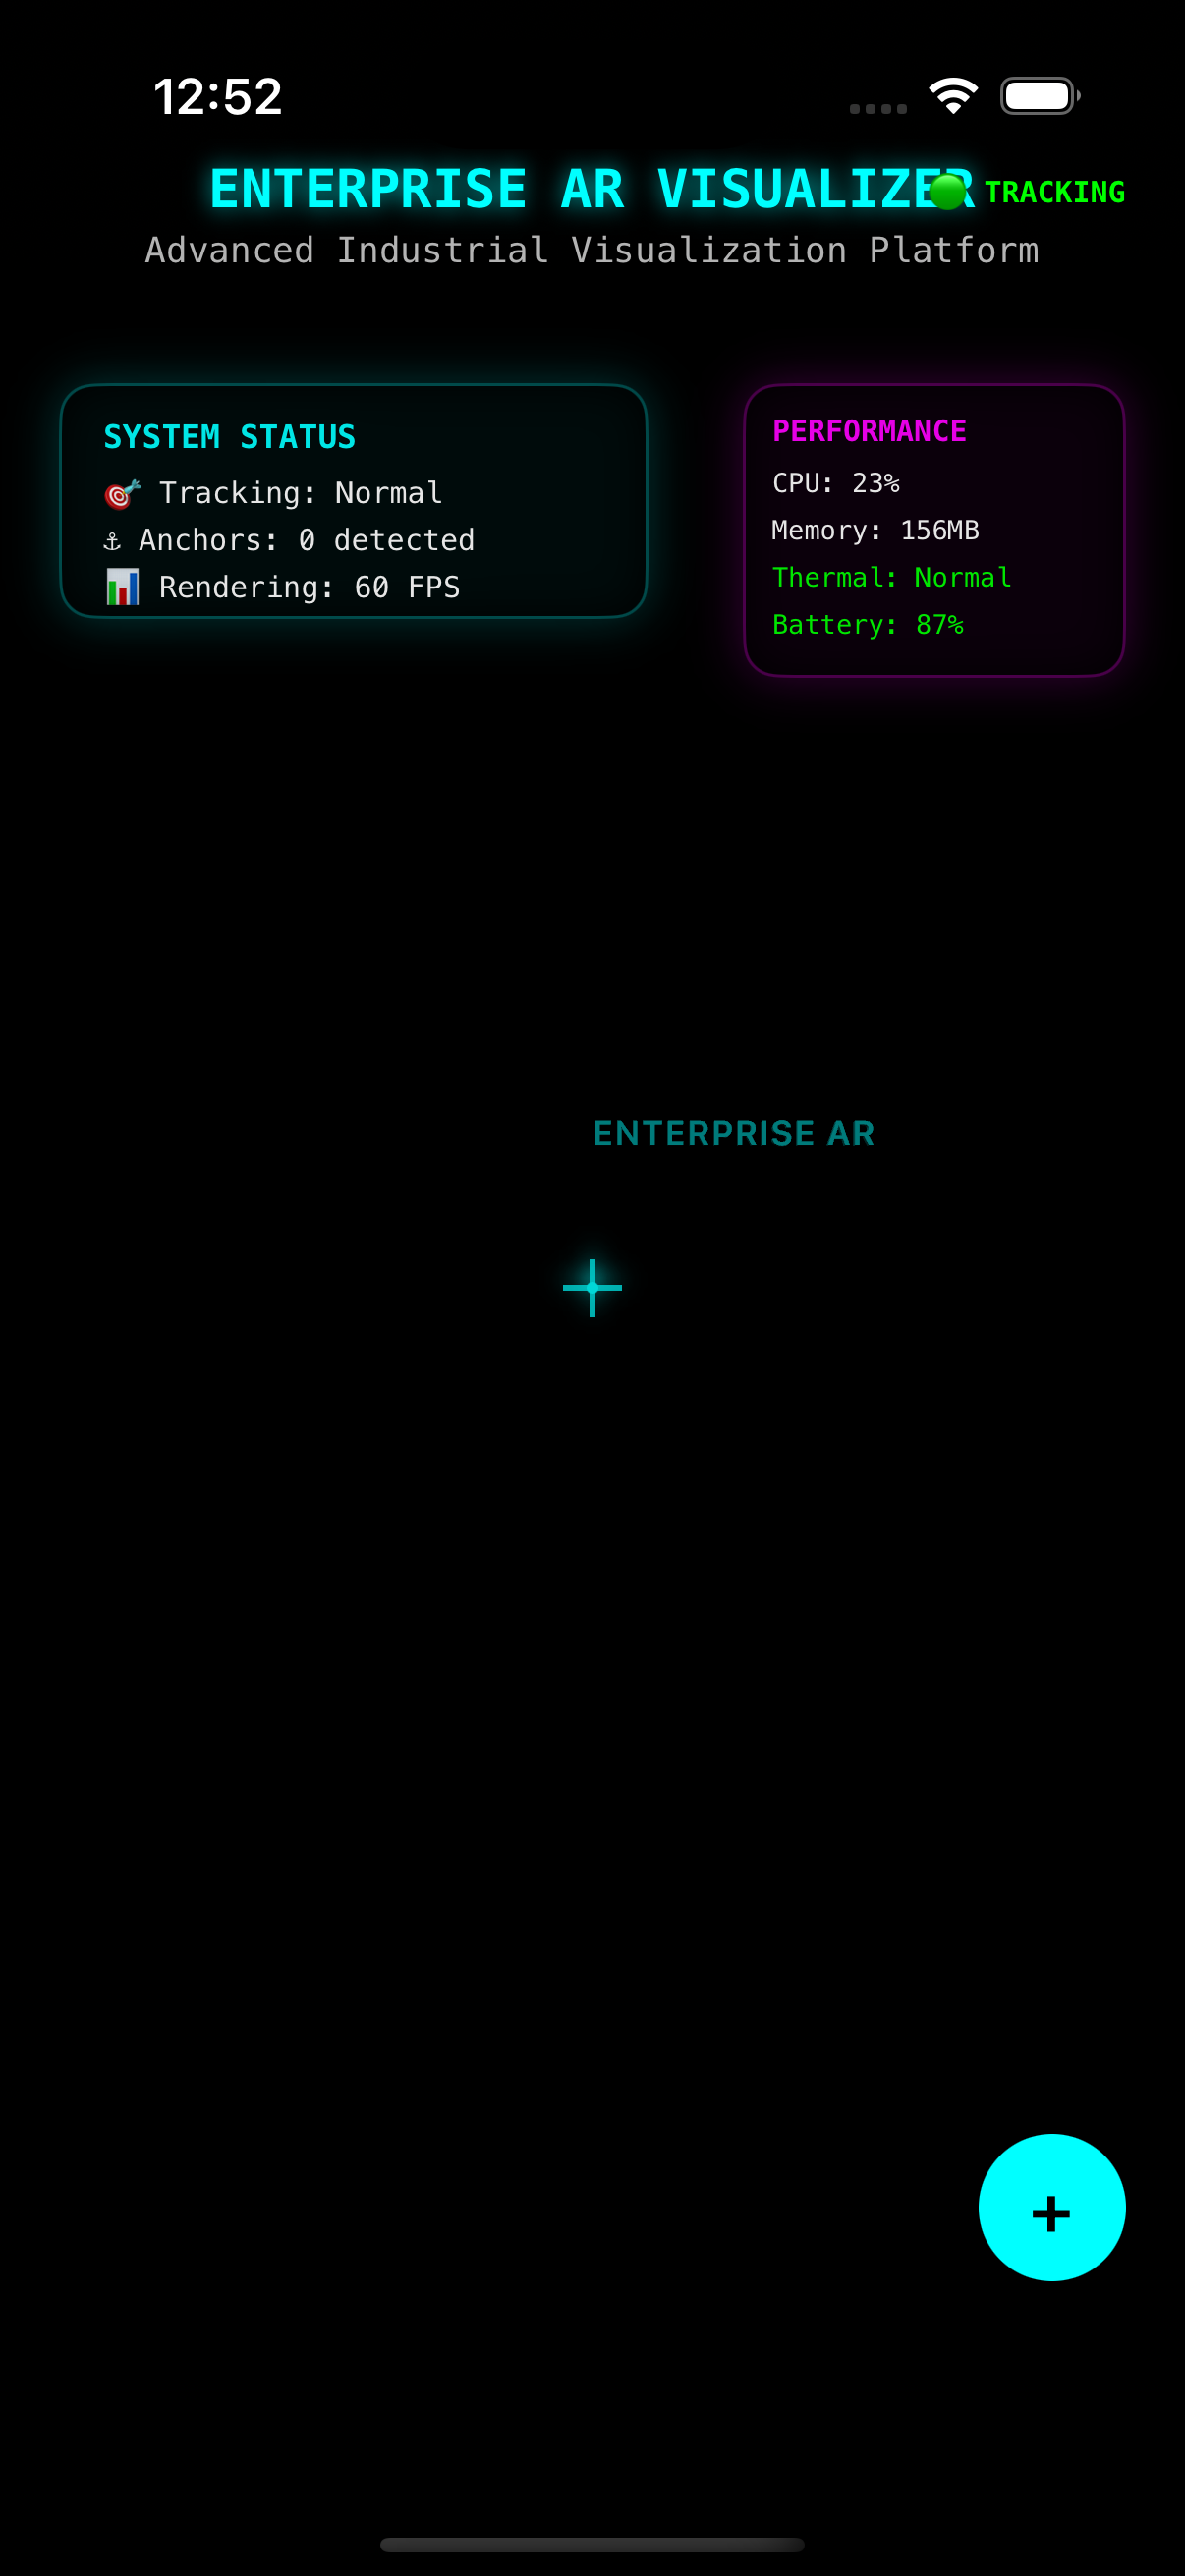 12:52
ENTERPRISE AR VISUALIZER
TRACKING
Advanced Industrial Visualization Platform
SYSTEM STATUS
🎯 Tracking: Normal
⚓ Anchors: 0 detected
📊 Rendering: 60 FPS
PERFORMANCE
CPU: 23%
Memory: 156MB
Thermal: Normal
Battery: 87%
ENTERPRISE AR
+